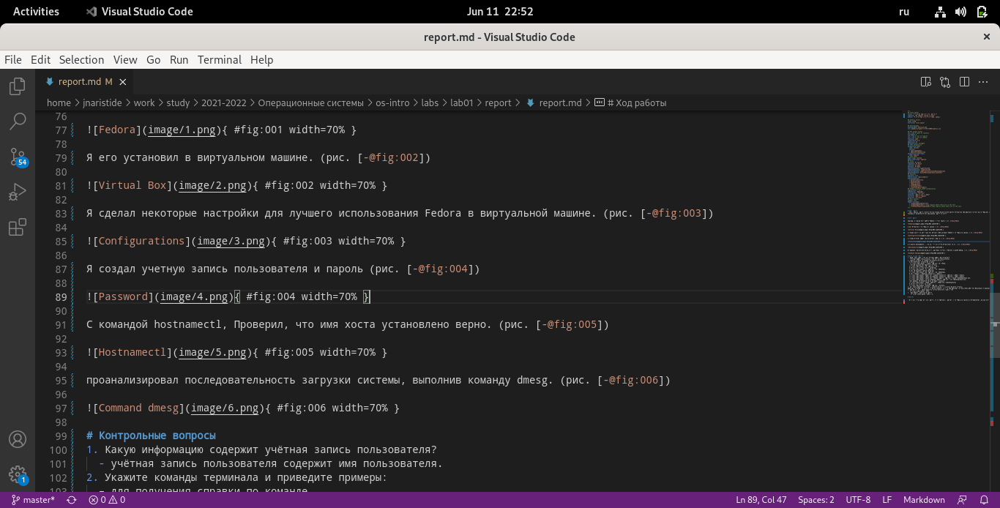 Activities Visual Studio Code Jun 11 22:52 ru
report.md - Visual Studio Code
File Edit Selection View Go Run Terminal Help
report.md M
home > jnaristide > work > study > 2021-2022 > Операционные системы > os-intro > labs > lab01 > report > report.md > # Ход работы
76
77 ![Fedora](image/1.png){ #fig:001 width=70% }
78
79 Я его установил в виртуальном машине. (рис. [-@fig:002])
80
81 ![Virtual Box](image/2.png){ #fig:002 width=70% }
82
83 Я сделал некоторые настройки для лучшего использования Fedora в виртуальной машине. (рис. [-@fig:003])
84
85 ![Configurations](image/3.png){ #fig:003 width=70% }
86
87 Я создал учетную запись пользователя и пароль (рис. [-@fig:004])
88
89 ![Password](image/4.png){ #fig:004 width=70% }
90
91 С командой hostnamectl, Проверил, что имя хоста установлено верно. (рис. [-@fig:005])
92
93 ![Hostnamectl](image/5.png){ #fig:005 width=70% }
94
95 проанализировал последовательность загрузки системы, выполнив команду dmesg. (рис. [-@fig:006])
96
97 ![Command dmesg](image/6.png){ #fig:006 width=70% }
98
99 # Контрольные вопросы
100 1. Какую информацию содержит учётная запись пользователя?
101 - учётная запись пользователя содержит имя пользователя.
102 2. Укажите команды терминала и приведите примеры:
103 - для получения справки по команде
54
1
master* 0 0 Ln 89, Col 47 Spaces: 2 UTF-8 LF Markdown